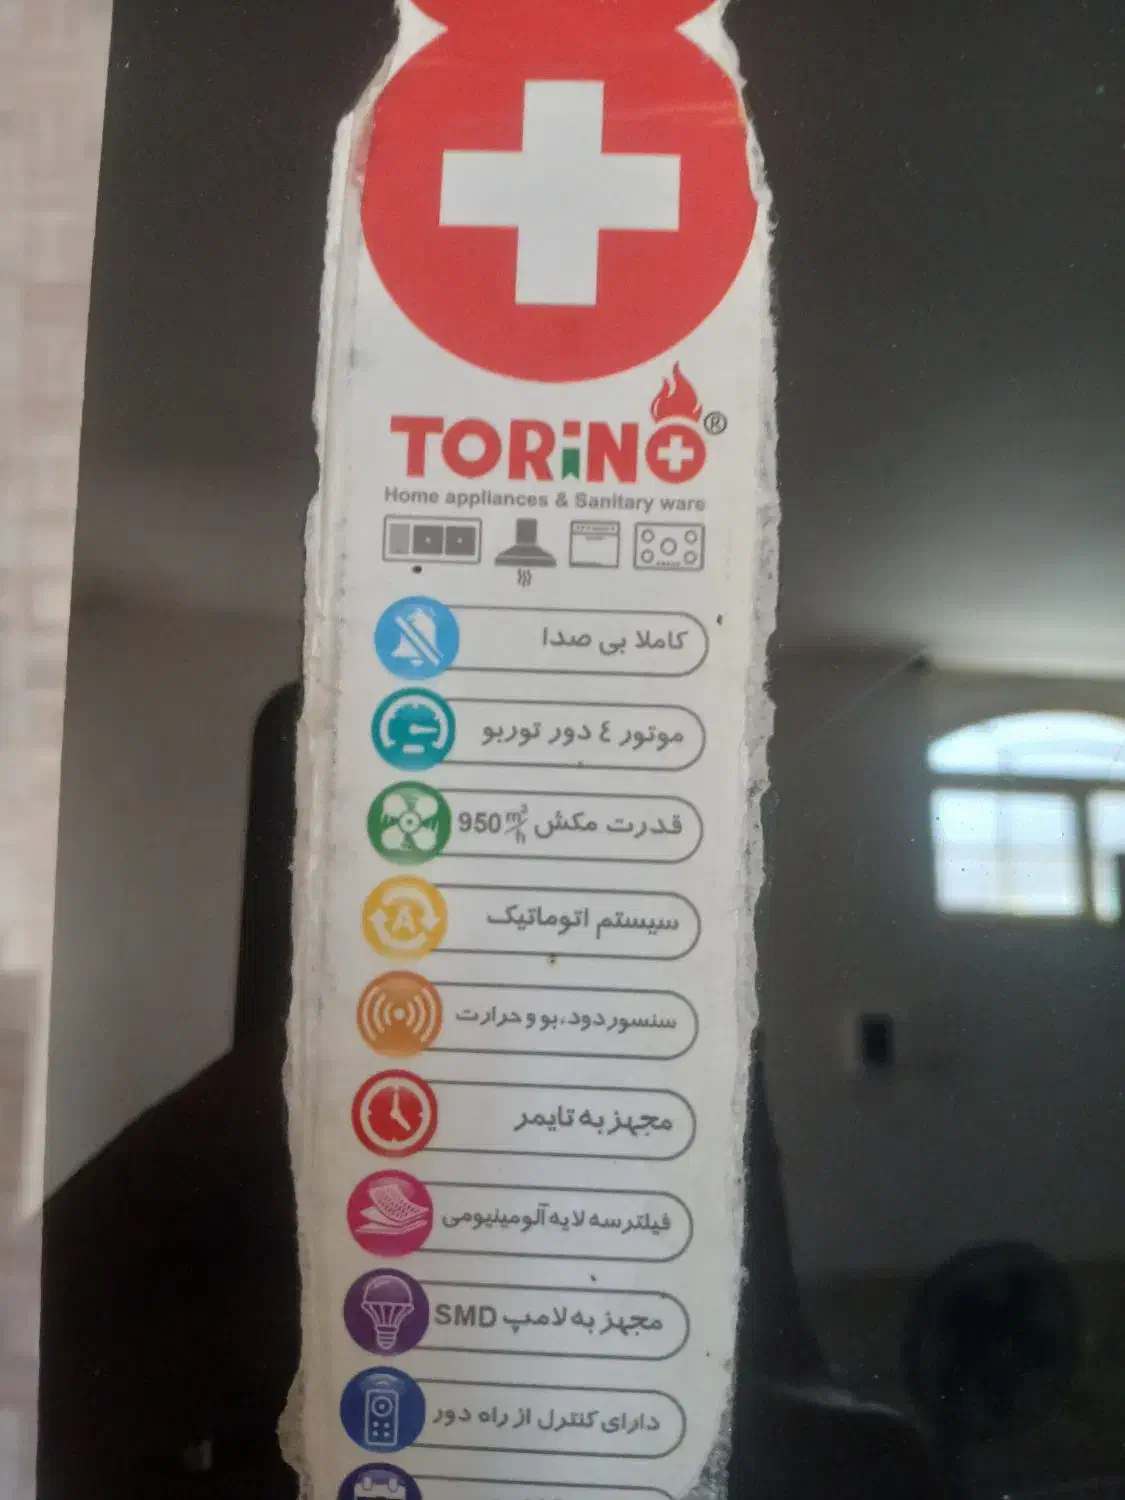 TORiNO®
Home appliances & Sanitary ware
کاملا بی صدا
موتور ٤ دور توربو
قدرت مکش 950 m³/h
سیستم اتوماتیک
A
سنسور دود، بو و حرارت
مجهز به تایمر
فیلتر سه لایه آلومینیومی
مجهز به لامپ SMD
دارای کنترل از راه دور